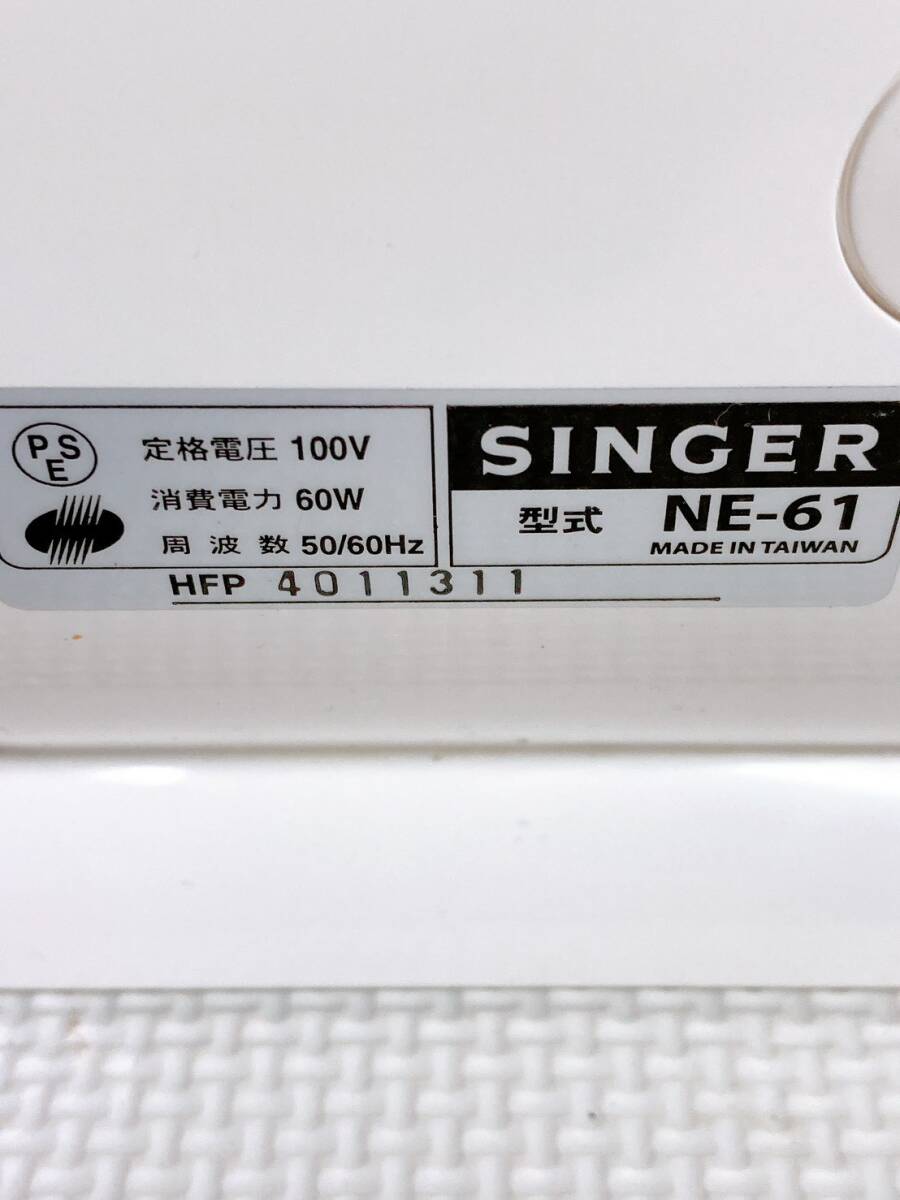 PSE
定格電圧 100V
消費電力 60W
周波数 50/60Hz
SINGER
型式 NE-61
MADE IN TAIWAN
HFP 4011311